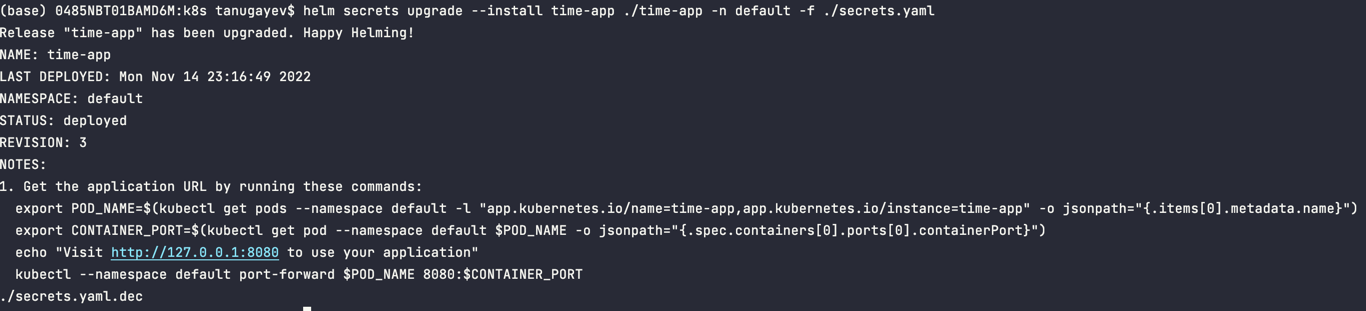 (base) 0485NBT01BAMD6M:k8s tanugayev$ helm secrets upgrade --install time-app ./time-app -n default -f ./secrets.yaml
Release "time-app" has been upgraded. Happy Helming!
NAME: time-app
LAST DEPLOYED: Mon Nov 14 23:16:49 2022
NAMESPACE: default
STATUS: deployed
REVISION: 3
NOTES:
1. Get the application URL by running these commands:
  export POD_NAME=$(kubectl get pods --namespace default -l "app.kubernetes.io/name=time-app,app.kubernetes.io/instance=time-app" -o jsonpath="{.items[0].metadata.name}")
  export CONTAINER_PORT=$(kubectl get pod --namespace default $POD_NAME -o jsonpath="{.spec.containers[0].ports[0].containerPort}")
  echo "Visit http://127.0.0.1:8080 to use your application"
  kubectl --namespace default port-forward $POD_NAME 8080:$CONTAINER_PORT
./secrets.yaml.dec